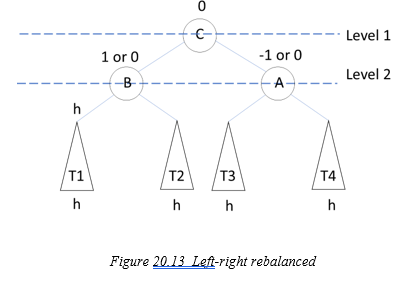 0
C
Level 1
1 or 0
-1 or 0
B
A
Level 2
h
T1
T2
T3
T4
h
h
h
h
Figure 20.13 Left-right rebalanced